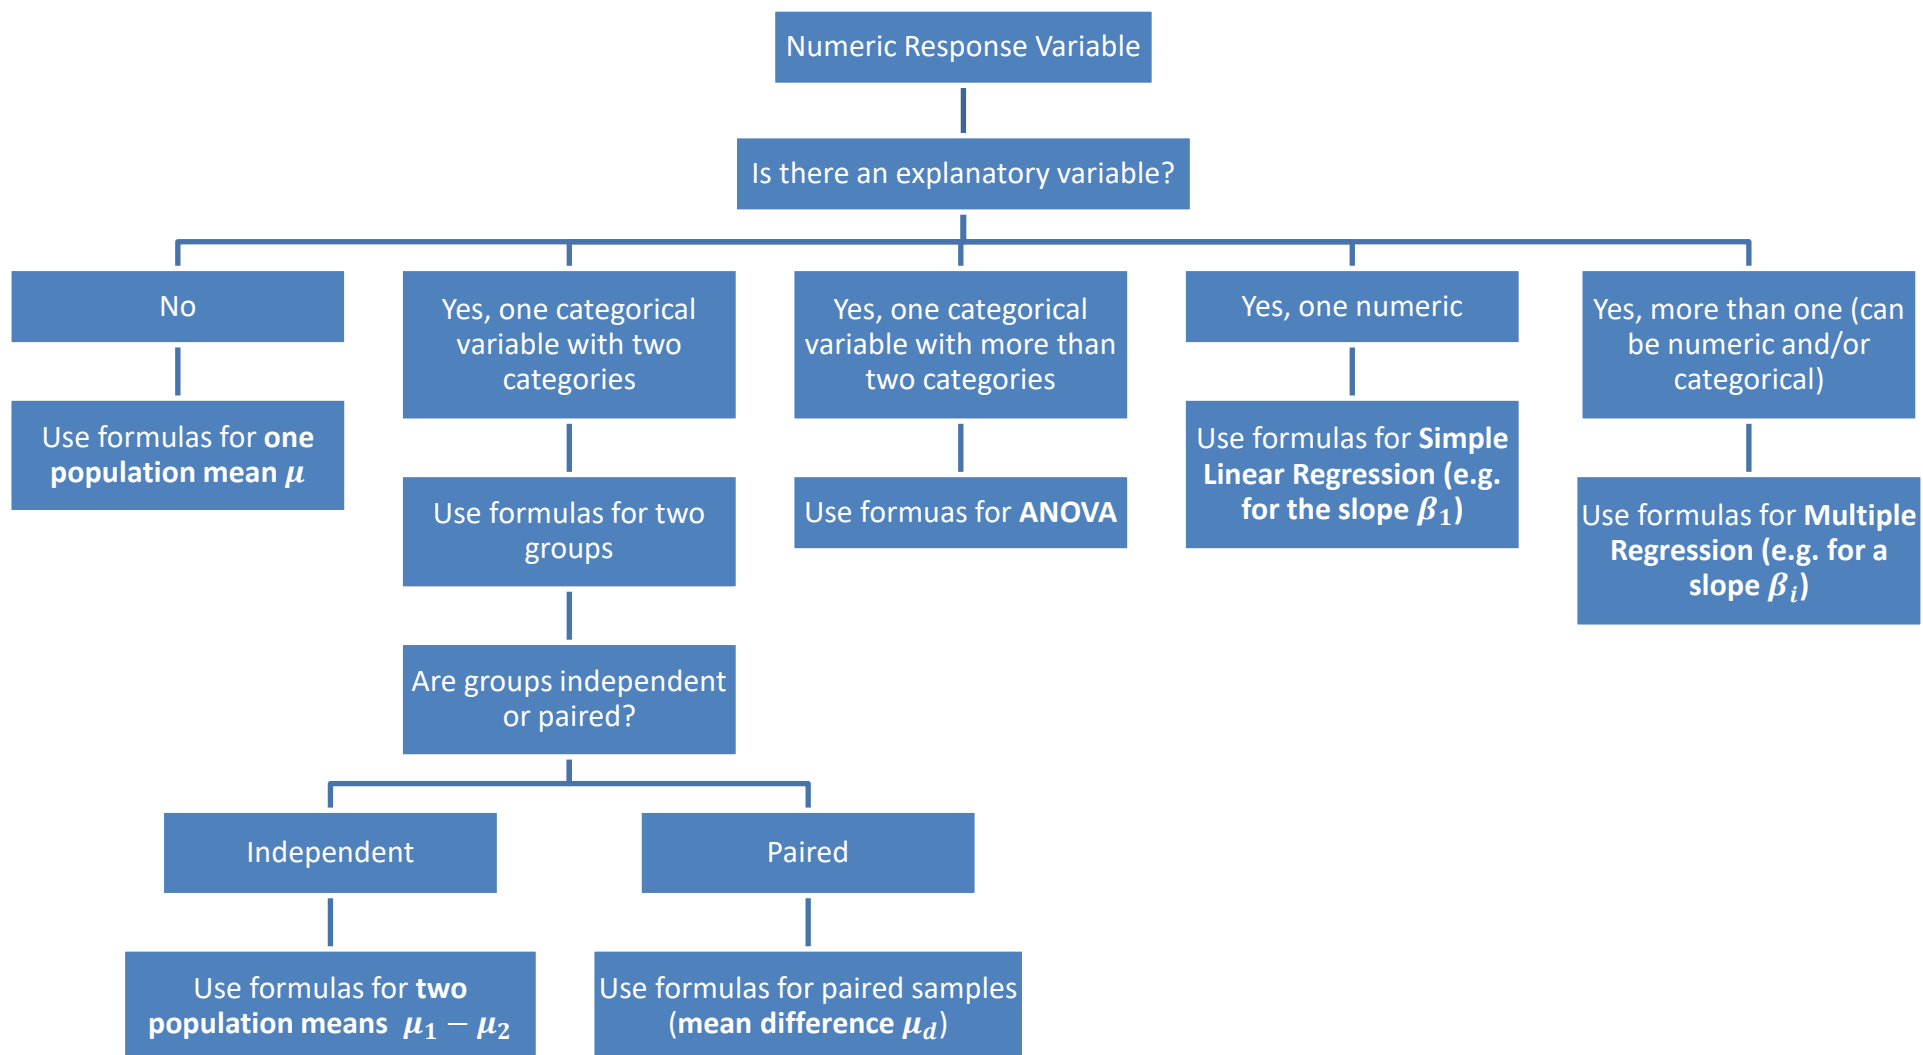 Numeric Response Variable
Is there an explanatory variable?
No
Yes, one categorical
variable with two
categories
Yes, one categorical
variable with more than
two categories
Yes, one numeric
Yes, more than one (can
be numeric and/or
categorical)
Use formulas for one
population mean μ
Use formulas for two
groups
Use formuas for ANOVA
Use formulas for Simple
Linear Regression (e.g.
for the slope β₁)
Use formulas for Multiple
Regression (e.g. for a
slope βᵢ)
Are groups independent
or paired?
Independent
Paired
Use formulas for two
population means μ₁ − μ₂
Use formulas for paired samples
(mean difference μ_d)